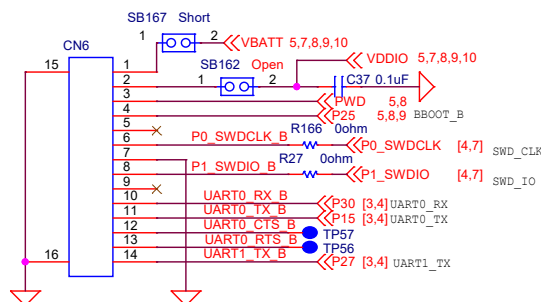 SB167 Short
CN6
1 2 VBATT 5,7,8,9,10
SB162 Open
VDDIO 5,7,8,9,10
15 1
2 1 2 C37 0.1uF
3 PWD 5,8
4 P25 5,8,9 BBOOT_B
5 R166 0ohm
6 P0_SWDCLK_B P0_SWDCLK [4,7] SWD_CLK
7 R27 0ohm
8 P1_SWDIO_B P1_SWDIO [4,7] SWD_IO
9
10 UART0_RX_B P30 [3,4] UART0_RX
11 UART0_TX_B P15 [3,4] UART0_TX
12 UART0_CTS_B TP57
13 UART0_RTS_B TP56
16 14 UART1_TX_B P27 [3,4] UART1_TX